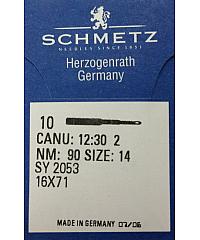 SCHMETZ
NEEDLES SINCE 1851
Herzogenrath
Germany
10
CANU: 12:30 2
NM: 90 SIZE: 14
SY 2053
16X71
MADE IN GERMANY 07/06